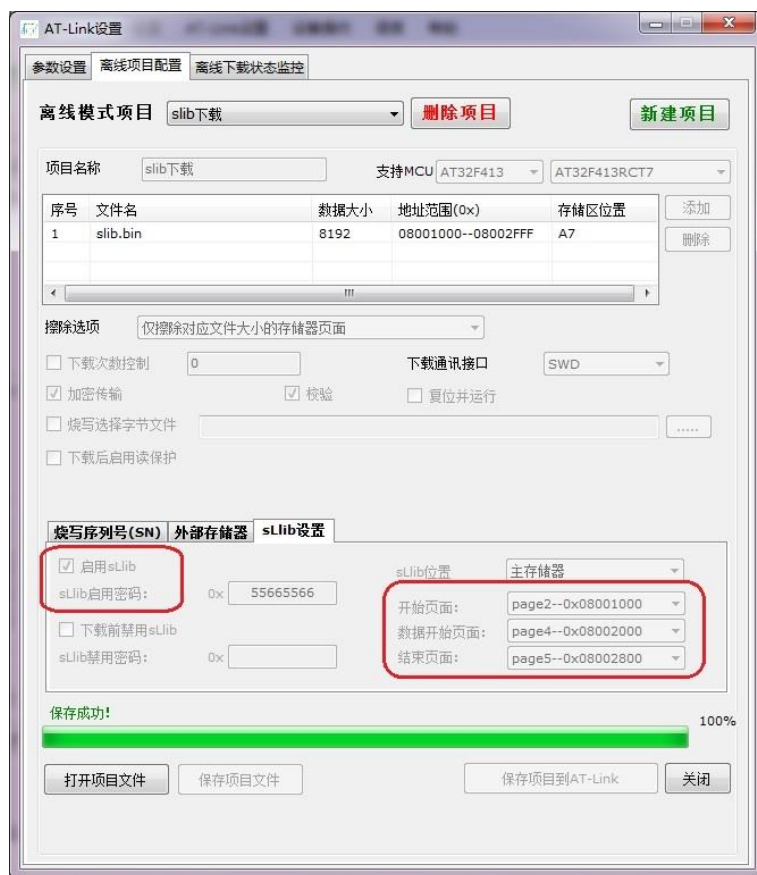 AT-Link设置
参数设置 离线项目配置 离线下载状态监控
离线模式项目 slib下载 删除项目 新建项目
项目名称 slib下载 支持MCU AT32F413 AT32F413RCT7
序号 文件名 数据大小 地址范围(0x) 存储区位置 添加
1 slib.bin 8192 08001000--08002FFF A7 删除
擦除选项 仅擦除对应文件大小的存储器页面
下载次数控制 0 下载通讯接口 SWD
加密传输 校验 复位并运行
烧写选择字节文件 .....
下载后启用读保护
烧写序列号(SN) 外部存储器 sLlib设置
启用sLlib sLlib位置 主存储器
sLlib启用密码: 0x 55665566 开始页面: page2--0x08001000
下载前禁用sLlib 数据开始页面: page4--0x08002000
sLlib禁用密码: 0x 结束页面: page5--0x08002800
保存成功!
100%
打开项目文件 保存项目文件 保存项目到AT-Link 关闭